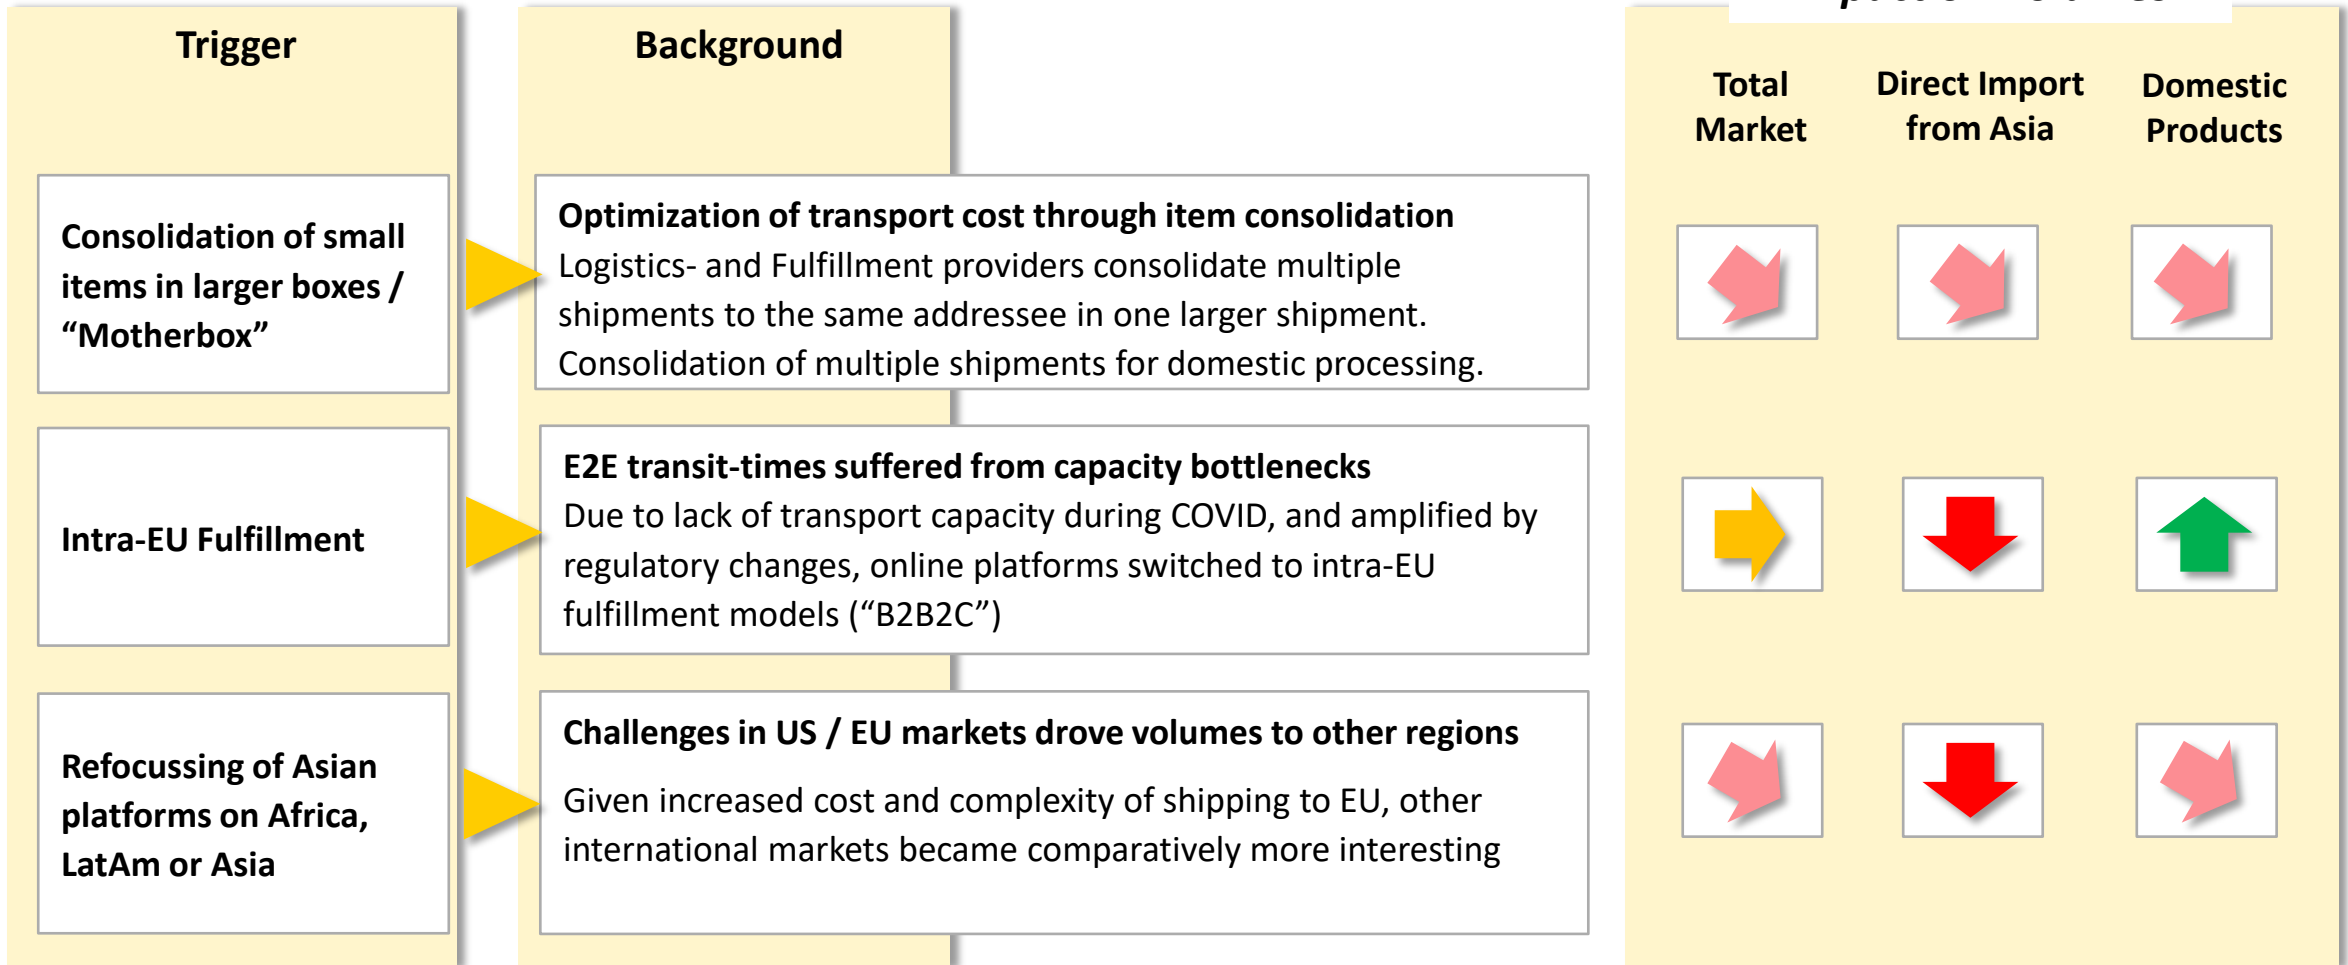 Trigger
Background
Total
Market
Direct Import
from Asia
Domestic
Products
Consolidation of small
items in larger boxes /
“Motherbox”
Optimization of transport cost through item consolidation
Logistics- and Fulfillment providers consolidate multiple
shipments to the same addressee in one larger shipment.
Consolidation of multiple shipments for domestic processing.
Intra-EU Fulfillment
E2E transit-times suffered from capacity bottlenecks
Due to lack of transport capacity during COVID, and amplified by
regulatory changes, online platforms switched to intra-EU
fulfillment models (“B2B2C”)
Refocussing of Asian
platforms on Africa,
LatAm or Asia
Challenges in US / EU markets drove volumes to other regions
Given increased cost and complexity of shipping to EU, other
international markets became comparatively more interesting